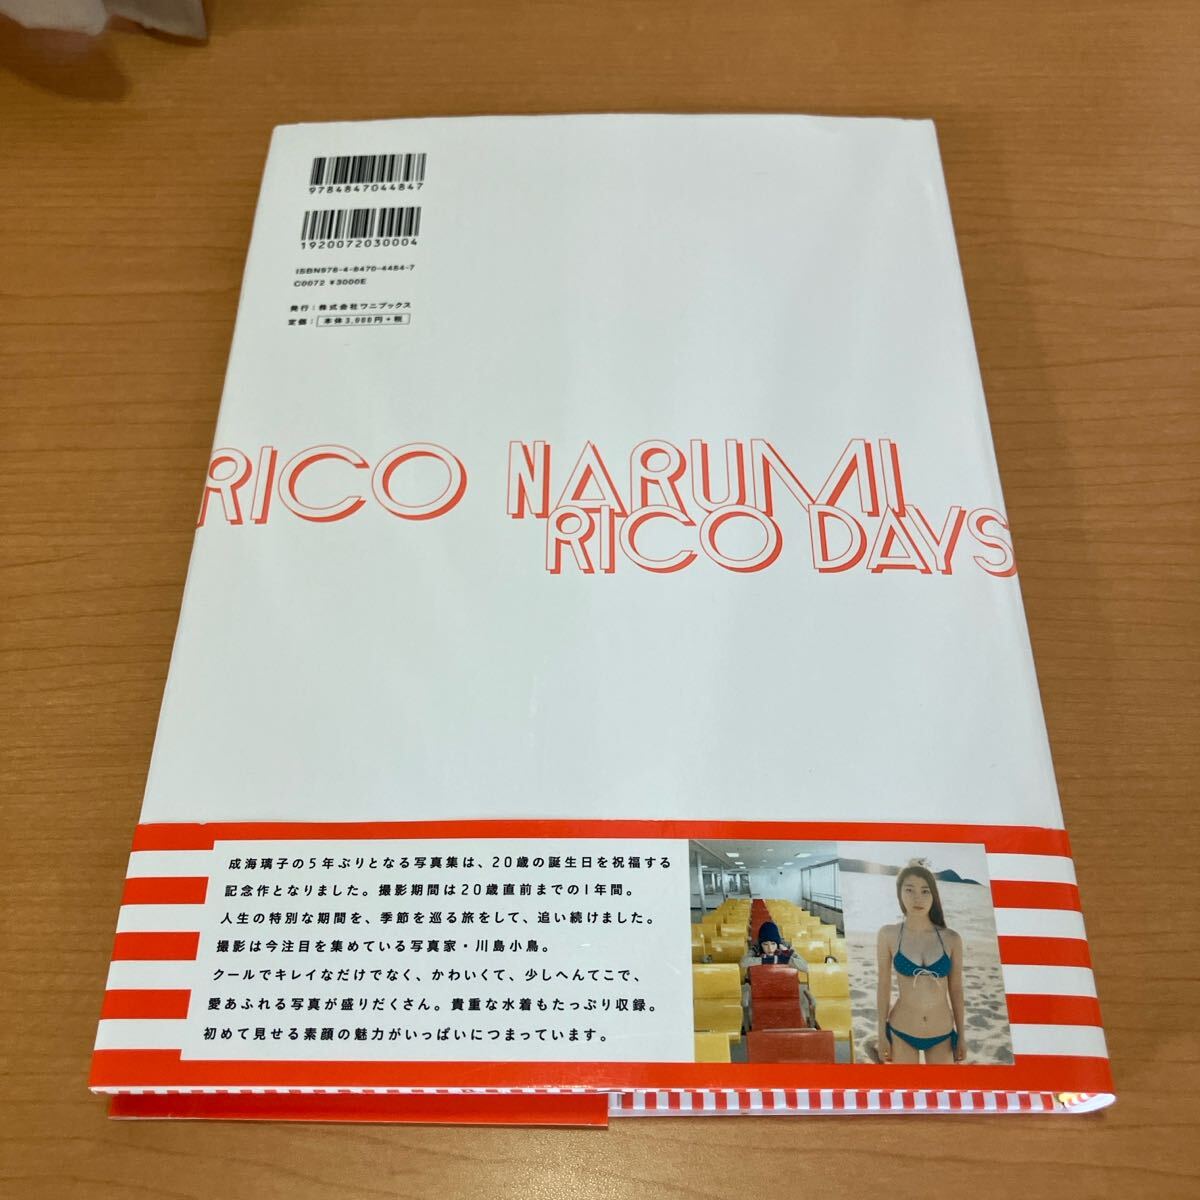 9784847044847
1920072030004
ISBN978-4-8470-4484-7
C0072 ¥3000E
発行：株式会社ワニブックス
定価： 本体3,000円＋税
RICO NARUMI
RICO DAYS
成海璃子の5年ぶりとなる写真集は、20歳の誕生日を祝福する
記念作となりました。撮影期間は20歳直前までの1年間。
人生の特別な期間を、季節を巡る旅をして、追い続けました。
撮影は今注目を集めている写真家・川島小鳥。
クールでキレイなだけでなく、かわいくて、少しへんてこで、
愛あふれる写真が盛りだくさん。貴重な水着もたっぷり収録。
初めて見せる素顔の魅力がいっぱいにつまっています。